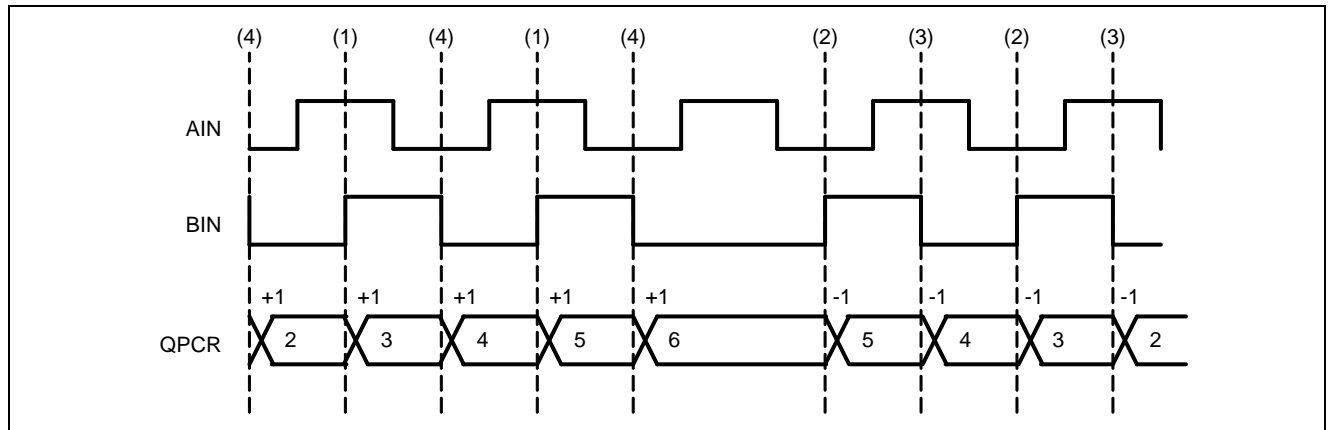 (4) (1) (4) (1) (4) (2) (3) (2) (3)
AIN
BIN
+1 +1 +1 +1 +1 -1 -1 -1 -1
QPCR 2 3 4 5 6 5 4 3 2